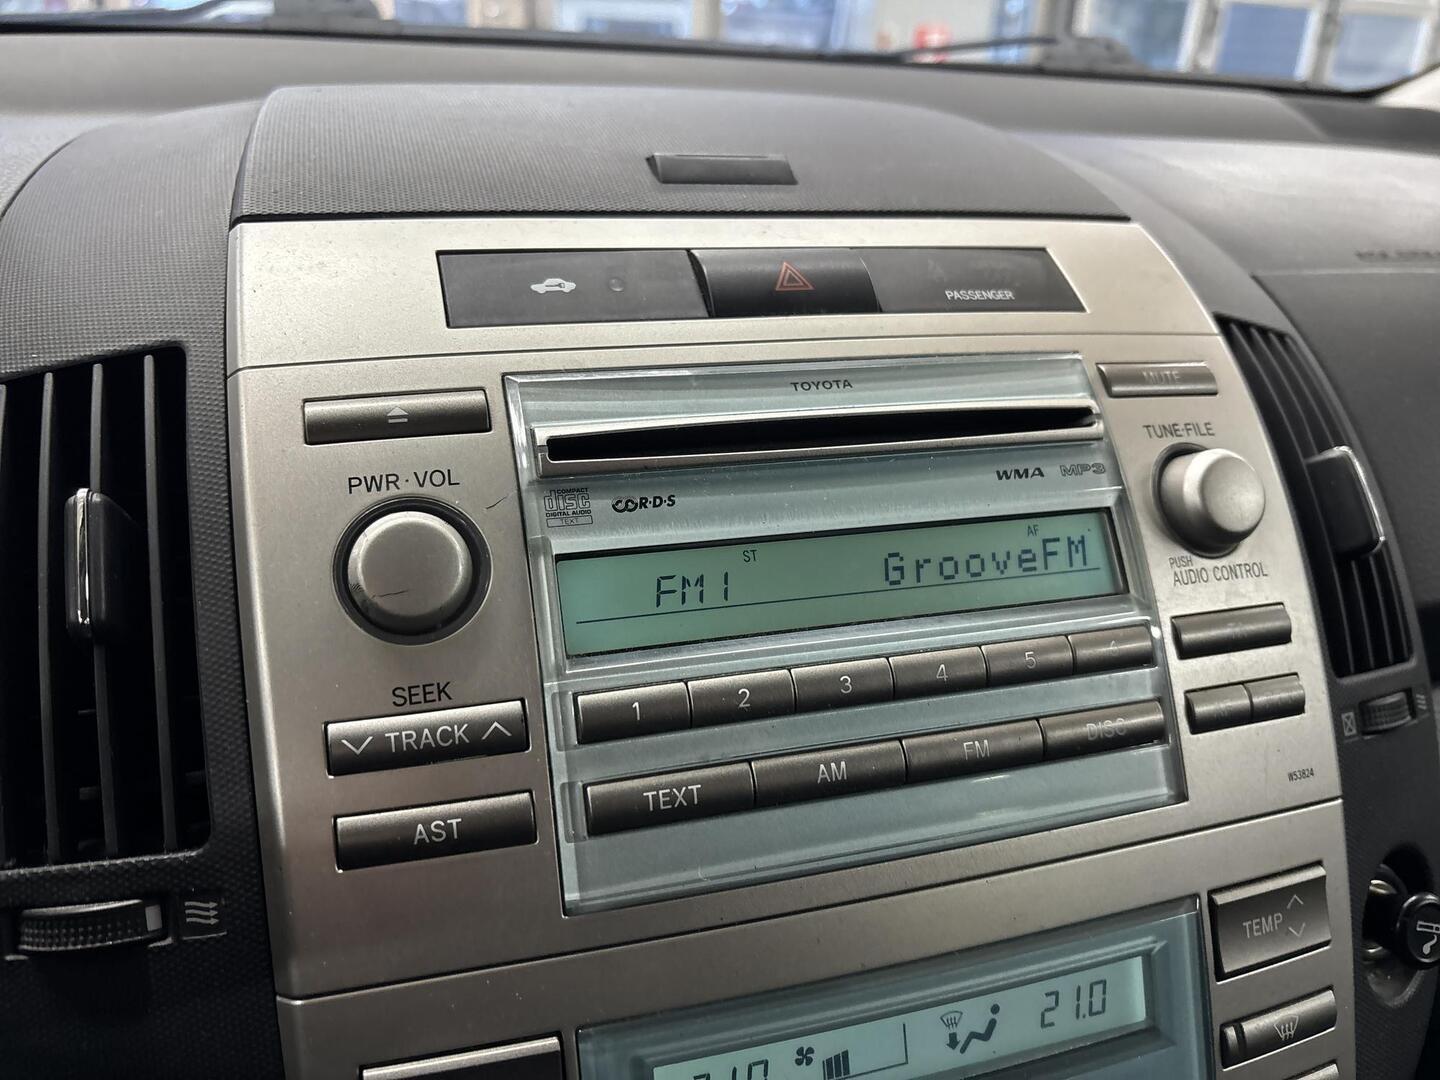 PASSENGER
TOYOTA
MUTE
TUNE·FILE
PWR·VOL
WMA MP3
COMPACT
disc
DIGITAL AUDIO
TEXT
R·D·S
ST
AF
FM1 GrooveFM
PUSH
AUDIO CONTROL
1 2 3 4 5 6
SEEK
TRACK
TEXT AM FM DISC
AST
W53824
TEMP
21.0
21.0